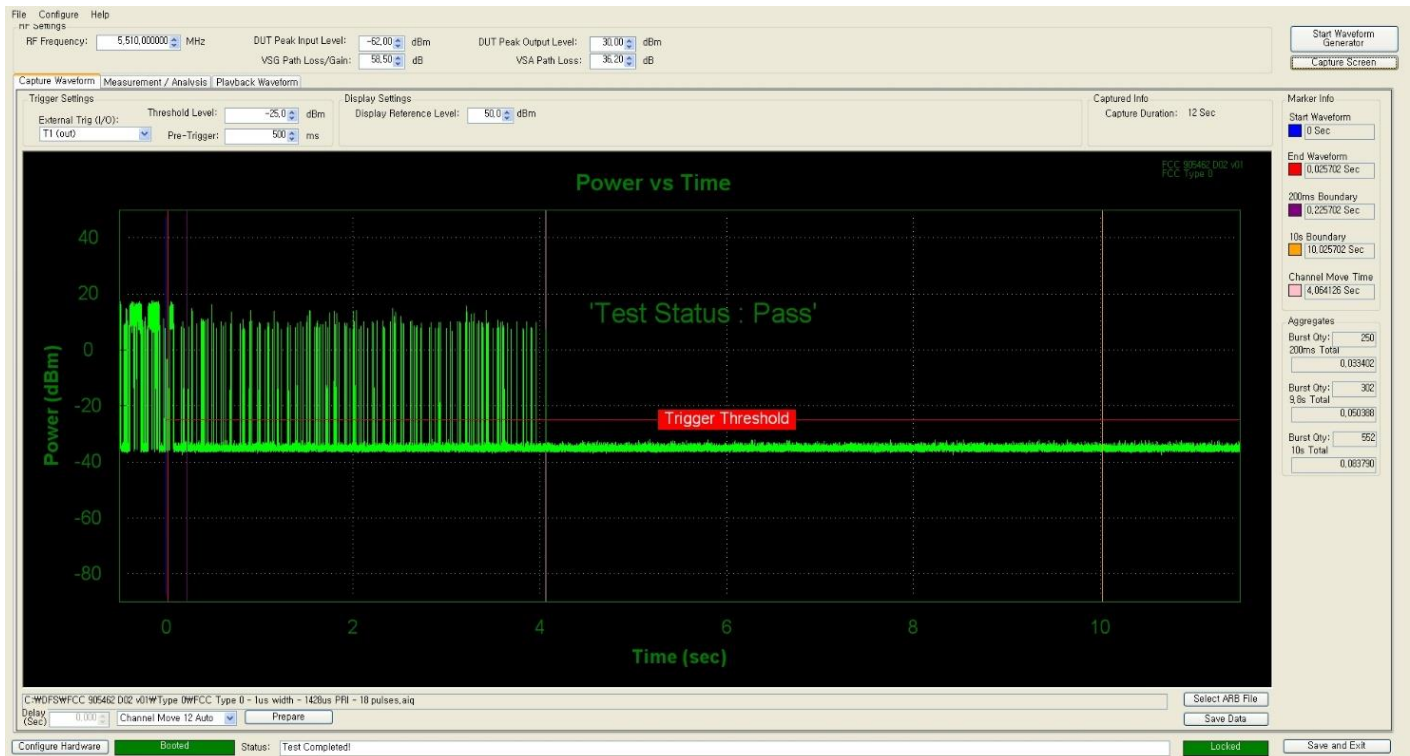 File Configure Help
RF Settings
RF Frequency: 5,510,000000 MHz DUT Peak Input Level: -62,00 dBm DUT Peak Output Level: 30,00 dBm
VSG Path Loss/Gain: 58,50 dB VSA Path Loss: 36,20 dB
Start Waveform
Generator
Capture Screen
Capture Waveform Measurement / Analysis Playback Waveform
Trigger Settings
External Trig (I/O): Threshold Level: -25,0 dBm
T1 (out) Pre-Trigger: 500 ms
Display Settings
Display Reference Level: 50,0 dBm
Captured Info
Capture Duration: 12 Sec
Marker Info
Start Waveform
0 Sec
End Waveform
0,025702 Sec
200ms Boundary
0,225702 Sec
10s Boundary
10,025702 Sec
Channel Move Time
4,064126 Sec
Aggregates
Burst Qty: 250
200ms Total
0,033402
Burst Qty: 302
9,8s Total
0,050388
Burst Qty: 552
10s Total
0,083790
FCC 905462 D02 v01
FCC Type 0
Power vs Time
'Test Status : Pass'
Trigger Threshold
Power (dBm)
40
20
0
-20
-40
-60
-80
0 2 4 6 8 10
Time (sec)
C:₩DFS₩FCC 905462 D02 v01₩Type 0₩FCC Type 0 - 1us width - 1428us PRI - 18 pulses,aiq
Select ARB File
Delay
(Sec) 0,000 Channel Move 12 Auto Prepare
Save Data
Configure Hardware Booted Status: Test Completed! Locked Save and Exit